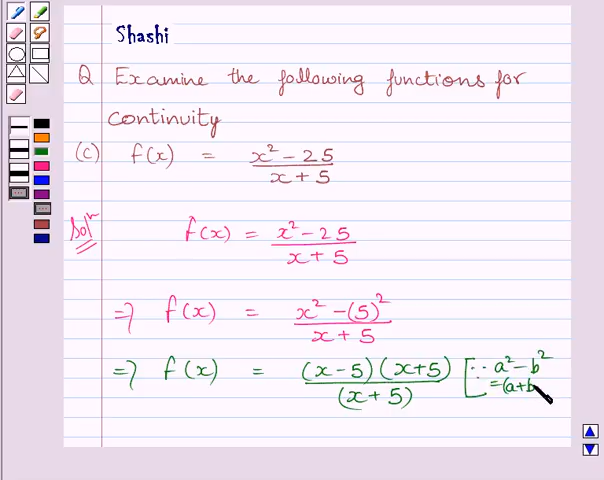 Shashi
Q Examine the following functions for
continuity
(c) f(x) = x² - 25 / x + 5
Solⁿ f(x) = x² - 25 / x + 5
=> f(x) = x² - (5)² / x + 5
=> f(x) = (x - 5) (x + 5) / (x + 5) [∵ a² - b²
= (a + b